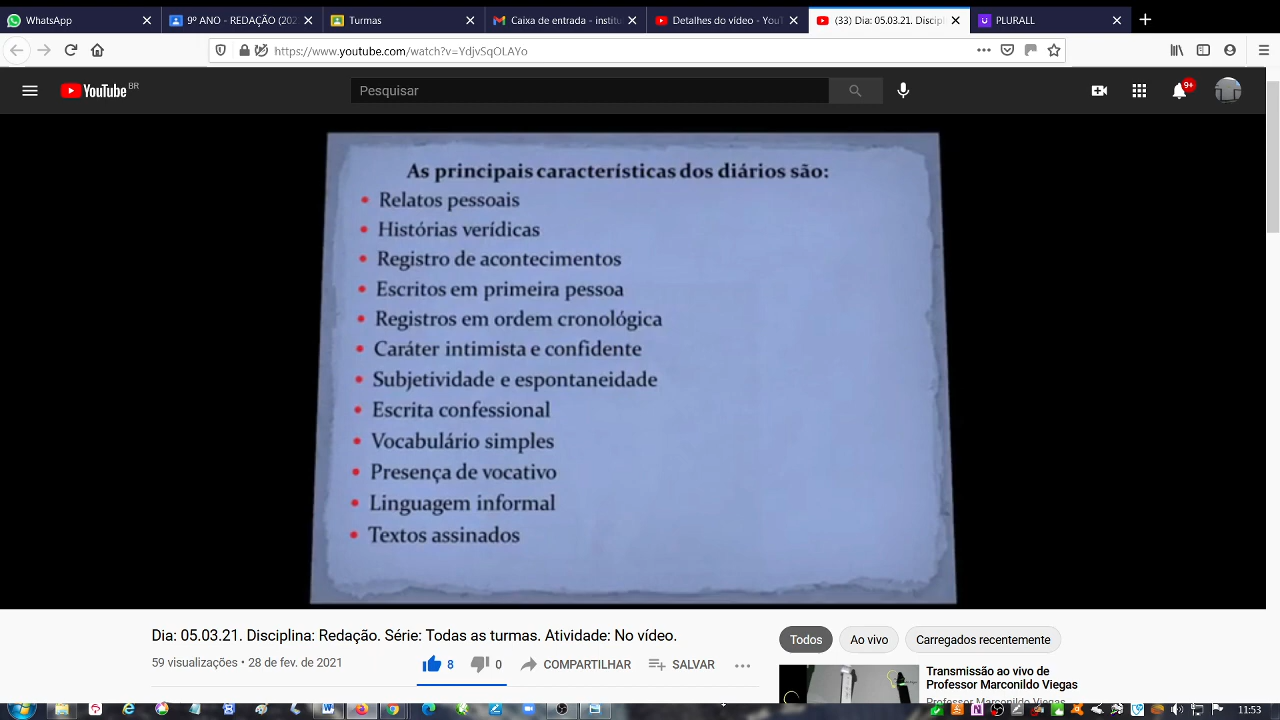 WhatsApp
9º ANO - REDAÇÃO (202
Turmas
Caixa de entrada - institu
Detalhes do vídeo - YouT
(33) Dia: 05.03.21. Discipl
PLURALL
https://www.youtube.com/watch?v=YdjvSqOLAYo
YouTube BR
Pesquisar
9+
As principais características dos diários são:
• Relatos pessoais
• Histórias verídicas
• Registro de acontecimentos
• Escritos em primeira pessoa
• Registros em ordem cronológica
• Caráter intimista e confidente
• Subjetividade e espontaneidade
• Escrita confessional
• Vocabulário simples
• Presença de vocativo
• Linguagem informal
• Textos assinados
Dia: 05.03.21. Disciplina: Redação. Série: Todas as turmas. Atividade: No vídeo.
59 visualizações • 28 de fev. de 2021
8
0
COMPARTILHAR
SALVAR
Todos
Ao vivo
Carregados recentemente
Transmissão ao vivo de
Professor Marconildo Viegas
11:53